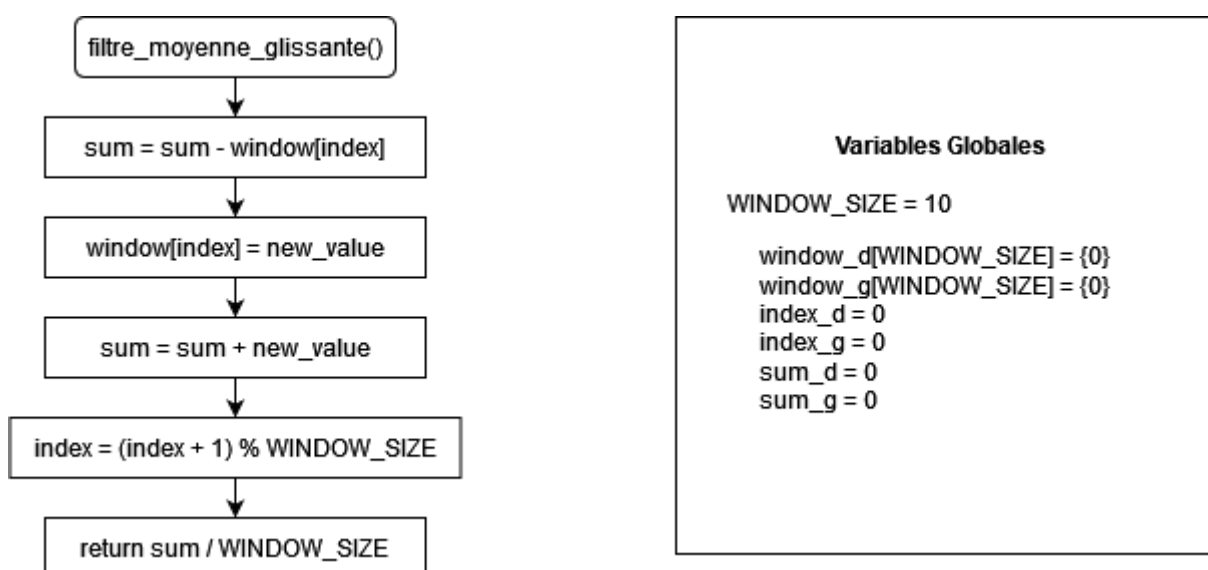 filtre_moyenne_glissante()
sum = sum - window[index]
window[index] = new_value
sum = sum + new_value
index = (index + 1) % WINDOW_SIZE
return sum / WINDOW_SIZE
Variables Globales
WINDOW_SIZE = 10
window_d[WINDOW_SIZE] = {0}
window_g[WINDOW_SIZE] = {0}
index_d = 0
index_g = 0
sum_d = 0
sum_g = 0